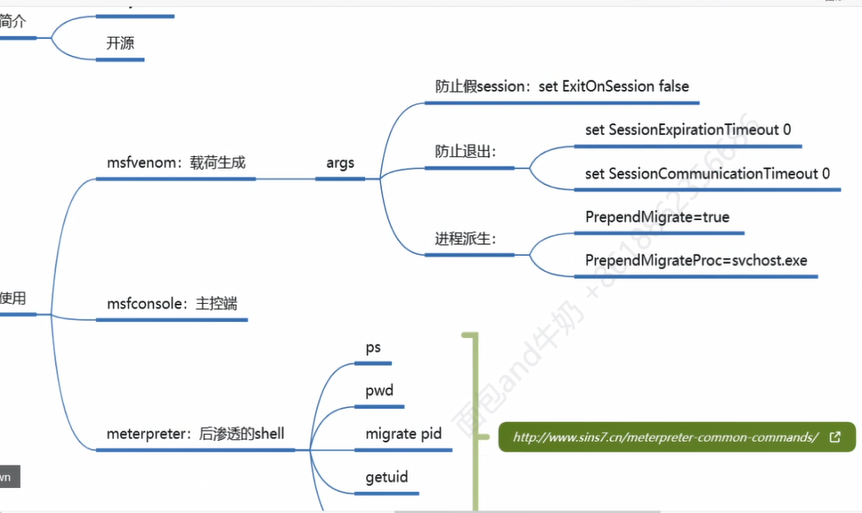 简介
开源
防止假session：set ExitOnSession false
set SessionExpirationTimeout 0
防止退出：
msfvenom：载荷生成
args
set SessionCommunicationTimeout 0
PrependMigrate=true
进程派生：
PrependMigrateProc=svchost.exe
使用
msfconsole：主控端
ps
pwd
meterpreter：后渗透的shell
migrate pid
http://www.sins7.cn/meterpreter-common-commands/
getuid
wn
面包and牛奶